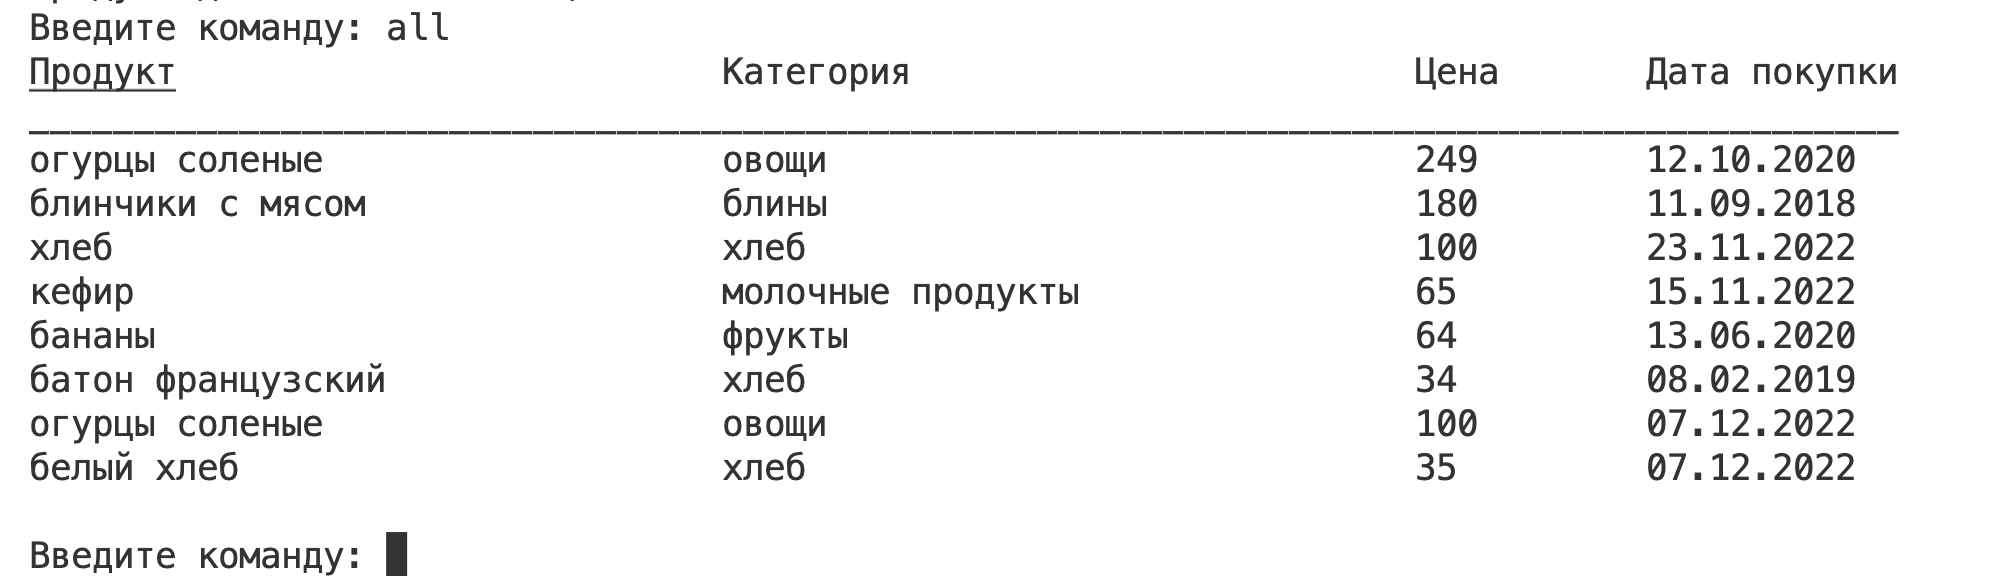 Введите команду: all
Продукт Категория Цена Дата покупки
огурцы соленые овощи 249 12.10.2020
блинчики с мясом блины 180 11.09.2018
хлеб хлеб 100 23.11.2022
кефир молочные продукты 65 15.11.2022
бананы фрукты 64 13.06.2020
батон французский хлеб 34 08.02.2019
огурцы соленые овощи 100 07.12.2022
белый хлеб хлеб 35 07.12.2022
Введите команду: